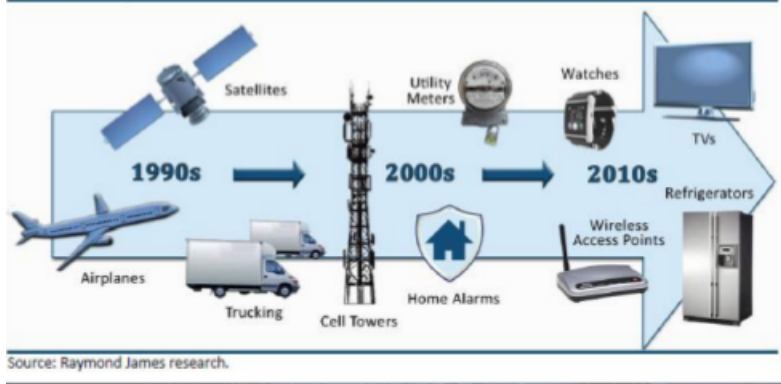 Satellites
Utility
Meters
Watches
TVs
1990s
2000s
2010s
Refrigerators
Airplanes
Trucking
Cell Towers
Home Alarms
Wireless
Access Points
Source: Raymond James research.